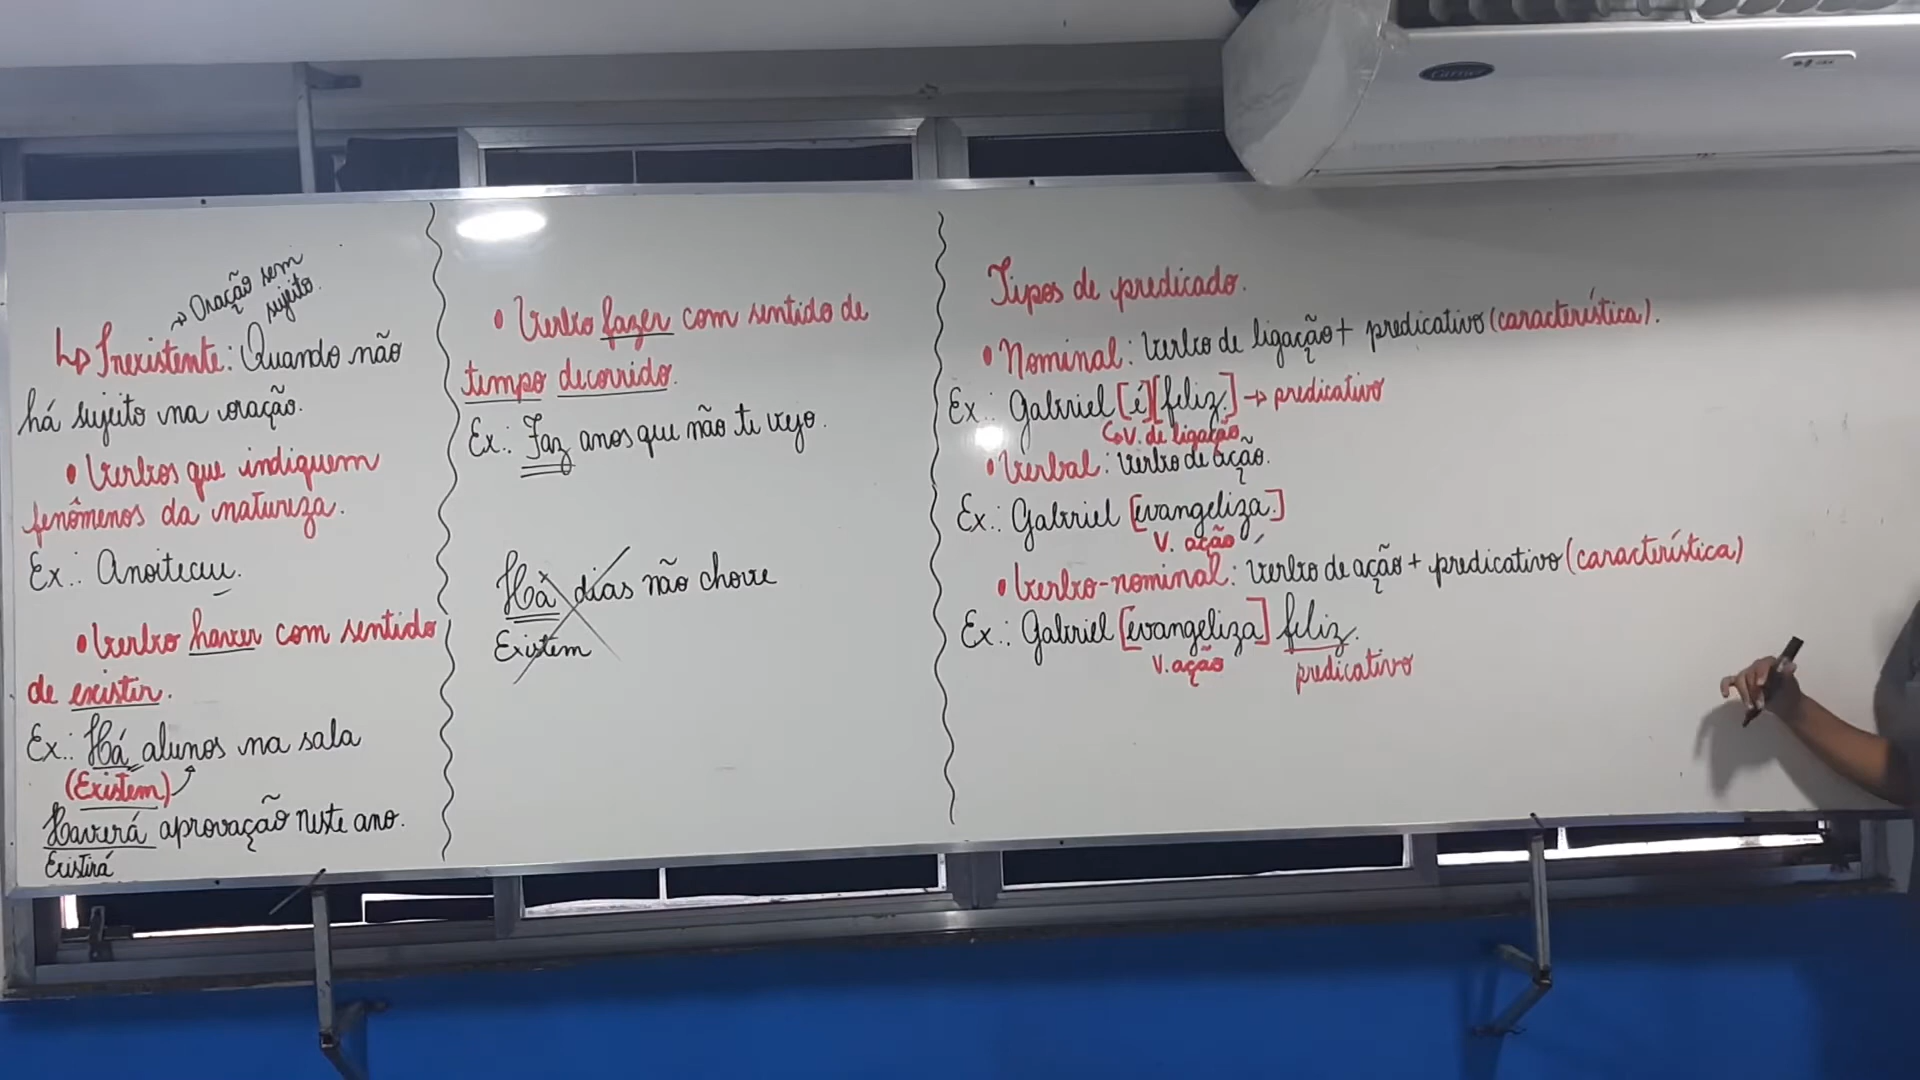 → Oração sem
sujeito.
↳ Inexistente: Quando não
há sujeito na oração.
• Verbos que indiquem
fenômenos da natureza.
Ex.: Anoiteceu.
• Verbo haver com sentido
de existir.
Ex.: Há alunos na sala
(Existem)
Haverá aprovação neste ano.
Existirá
• Verbo fazer com sentido de
tempo decorrido.
Ex.: Faz anos que não te vejo.
Há dias não chove
Existem
Tipos de predicado.
• Nominal: verbo de ligação + predicativo (característica).
Ex.: Gabriel [é][feliz.] → predicativo
↳ V. de ligação
• Verbal: verbo de ação.
Ex.: Gabriel [evangeliza.]
V. ação
• Verbo-nominal: verbo de ação + predicativo (característica)
Ex.: Gabriel [evangeliza] feliz.
V. ação predicativo
Carrier